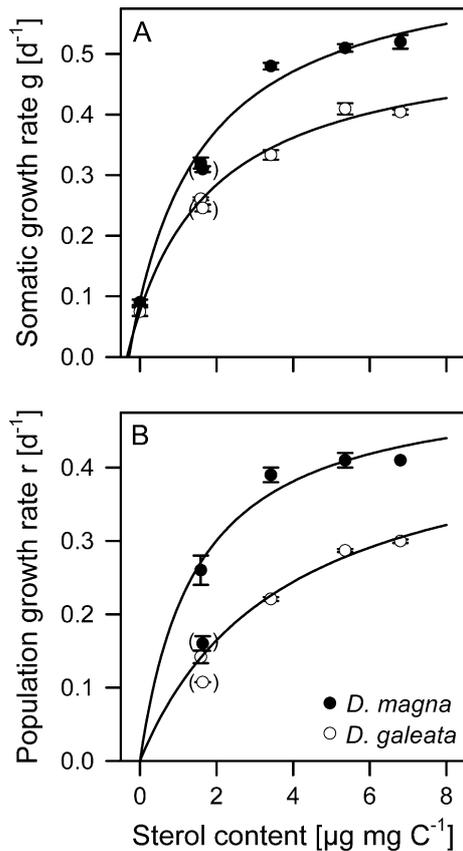 A
Somatic growth rate g [d⁻¹]
0.5
0.4
0.3
0.2
0.1
0.0
( )
( )
B
Population growth rate r [d⁻¹]
0.4
0.3
0.2
0.1
0.0
( )
( )
D. magna
D. galeata
0 2 4 6 8
Sterol content [µg mg C⁻¹]